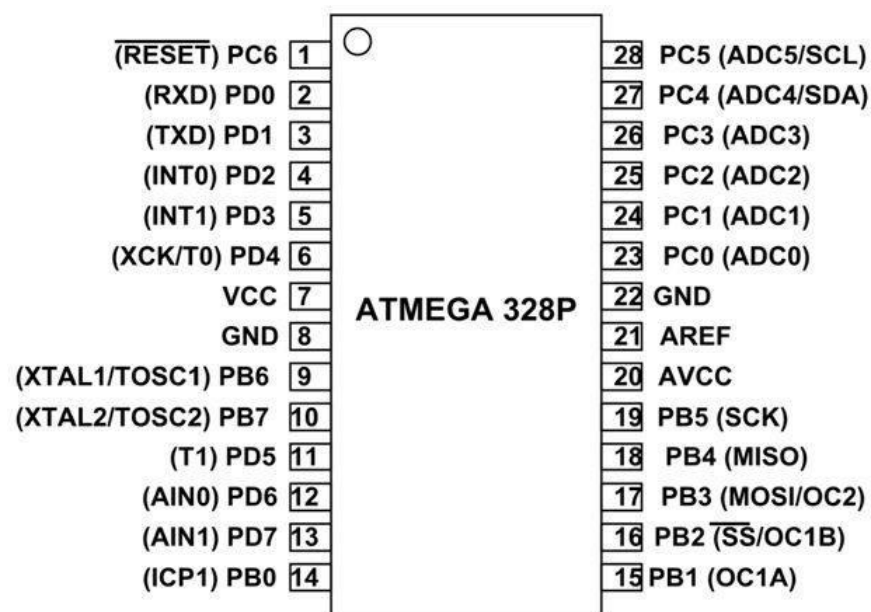 (RESET) PC6 1
(RXD) PD0 2
(TXD) PD1 3
(INT0) PD2 4
(INT1) PD3 5
(XCK/T0) PD4 6
VCC 7
GND 8
(XTAL1/TOSC1) PB6 9
(XTAL2/TOSC2) PB7 10
(T1) PD5 11
(AIN0) PD6 12
(AIN1) PD7 13
(ICP1) PB0 14
ATMEGA 328P
28 PC5 (ADC5/SCL)
27 PC4 (ADC4/SDA)
26 PC3 (ADC3)
25 PC2 (ADC2)
24 PC1 (ADC1)
23 PC0 (ADC0)
22 GND
21 AREF
20 AVCC
19 PB5 (SCK)
18 PB4 (MISO)
17 PB3 (MOSI/OC2)
16 PB2 (SS/OC1B)
15 PB1 (OC1A)